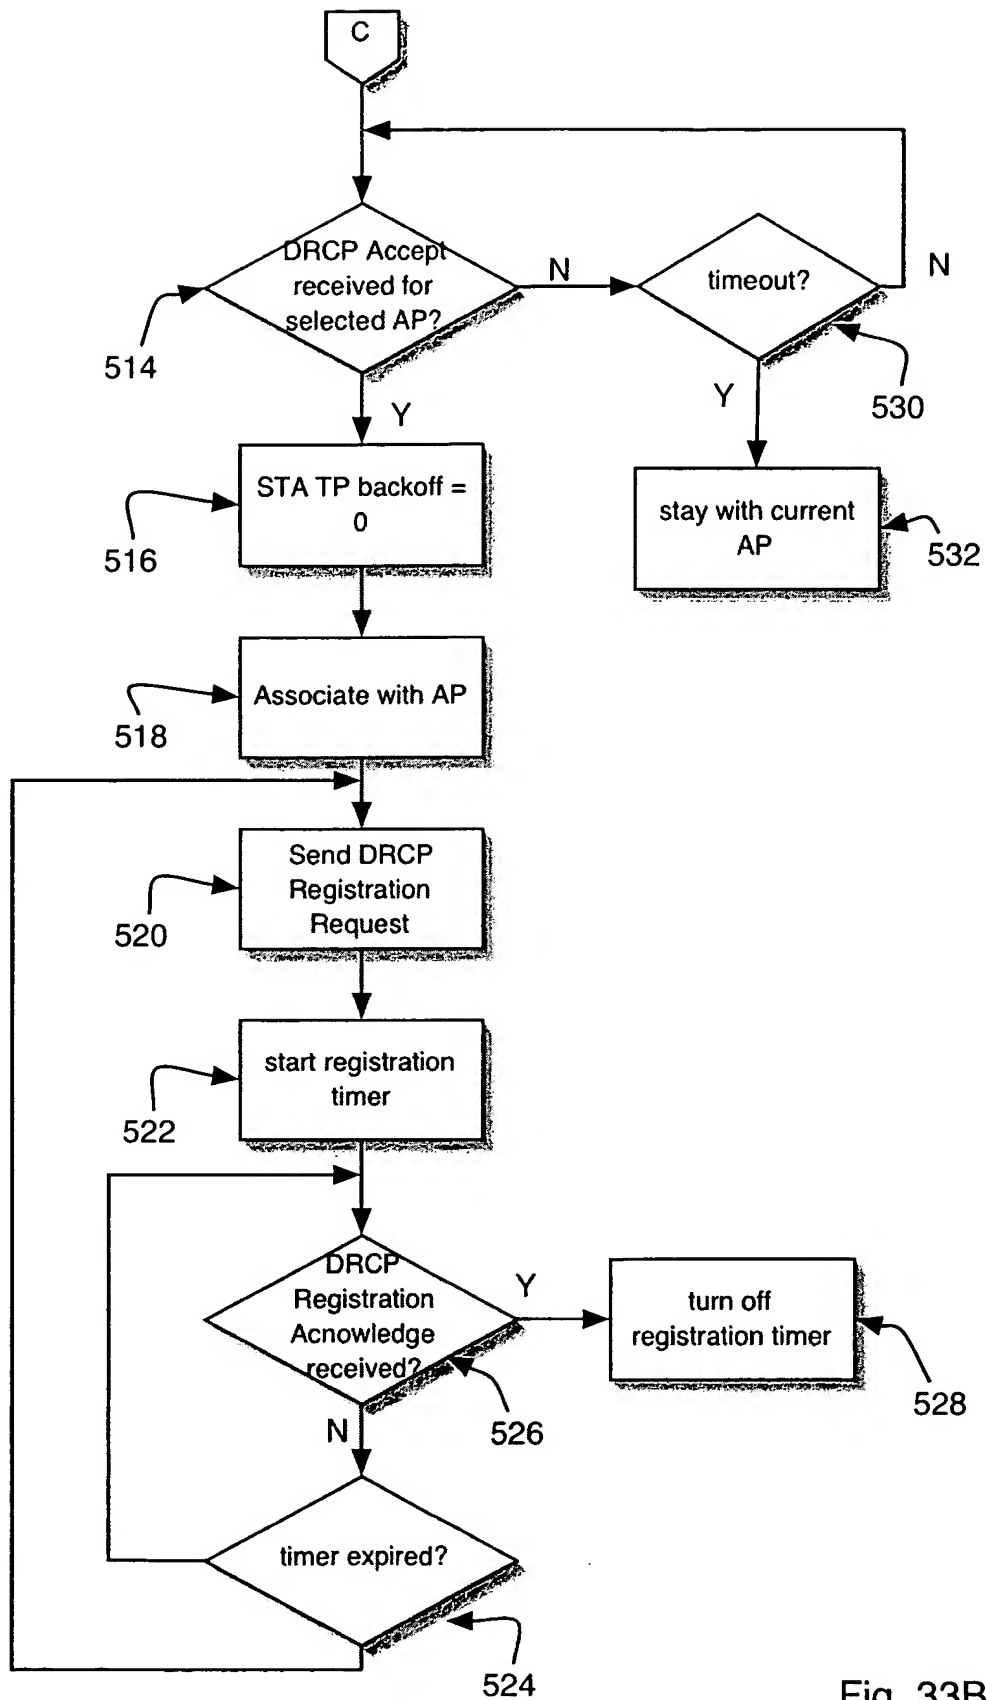 C
DRCP Accept
received for
selected AP?
N
timeout?
N
514
Y
Y
530
STA TP backoff =
0
516
stay with current
AP
532
Associate with AP
518
Send DRCP
Registration
Request
520
start registration
timer
522
DRCP
Registration
Acnowledge
received?
Y
turn off
registration timer
528
N
526
timer expired?
524
Fig. 33B